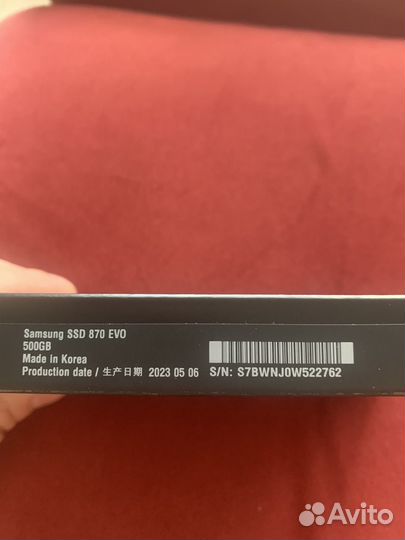 Samsung SSD 870 EVO
500GB
Made in Korea
Production date / 生产日期 2023 05 06
S/N: S7BWNJ0W522762
Avito